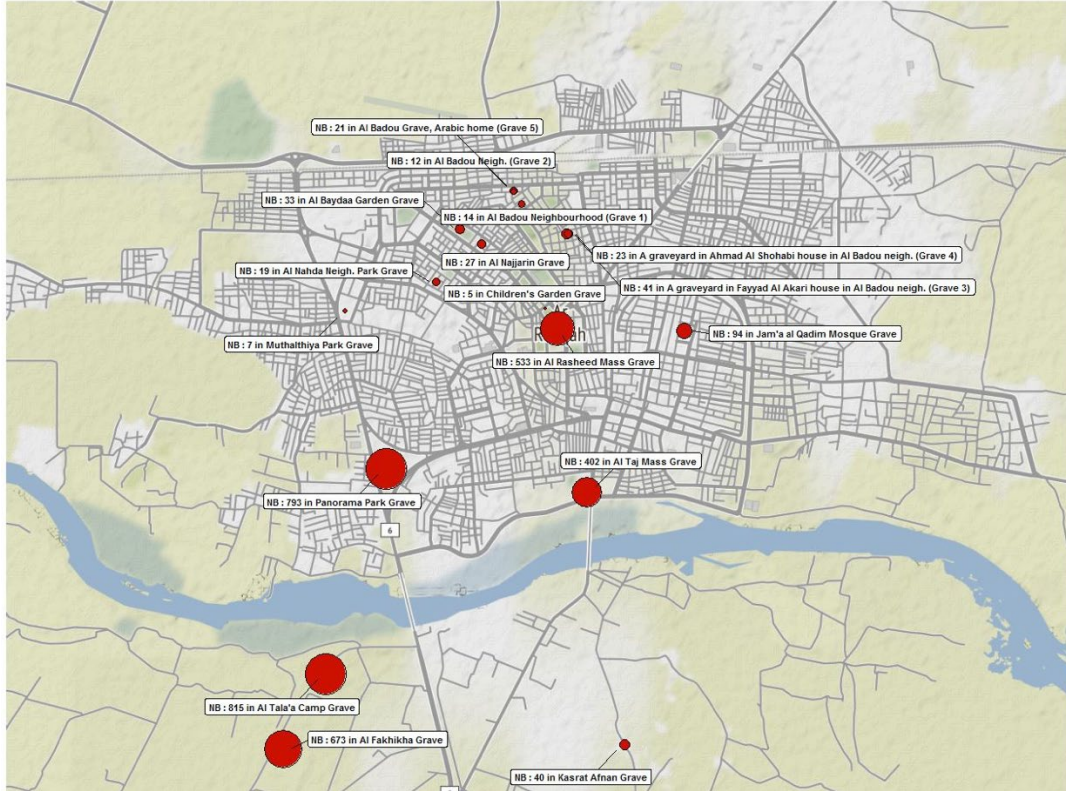 NB : 21 in Al Badou Grave, Arabic home (Grave 5)
NB : 12 in Al Badou Neigh. (Grave 2)
NB : 33 in Al Baydaa Garden Grave
NB : 14 in Al Badou Neighbourhood (Grave 1)
NB : 23 in A graveyard in Ahmad Al Shohabi house in Al Badou neigh. (Grave 4)
NB : 27 in Al Najjarin Grave
NB : 19 in Al Nahda Neigh. Park Grave
NB : 41 in A graveyard in Fayyad Al Akari house in Al Badou neigh. (Grave 3)
NB : 5 in Children's Garden Grave
NB : 94 in Jam'a al Qadim Mosque Grave
NB : 7 in Muthalthiya Park Grave
NB : 533 in Al Rasheed Mass Grave
NB : 402 in Al Taj Mass Grave
NB : 793 in Panorama Park Grave
6
NB : 815 in Al Tala'a Camp Grave
NB : 673 in Al Fakhikha Grave
NB : 40 in Kasrat Afnan Grave